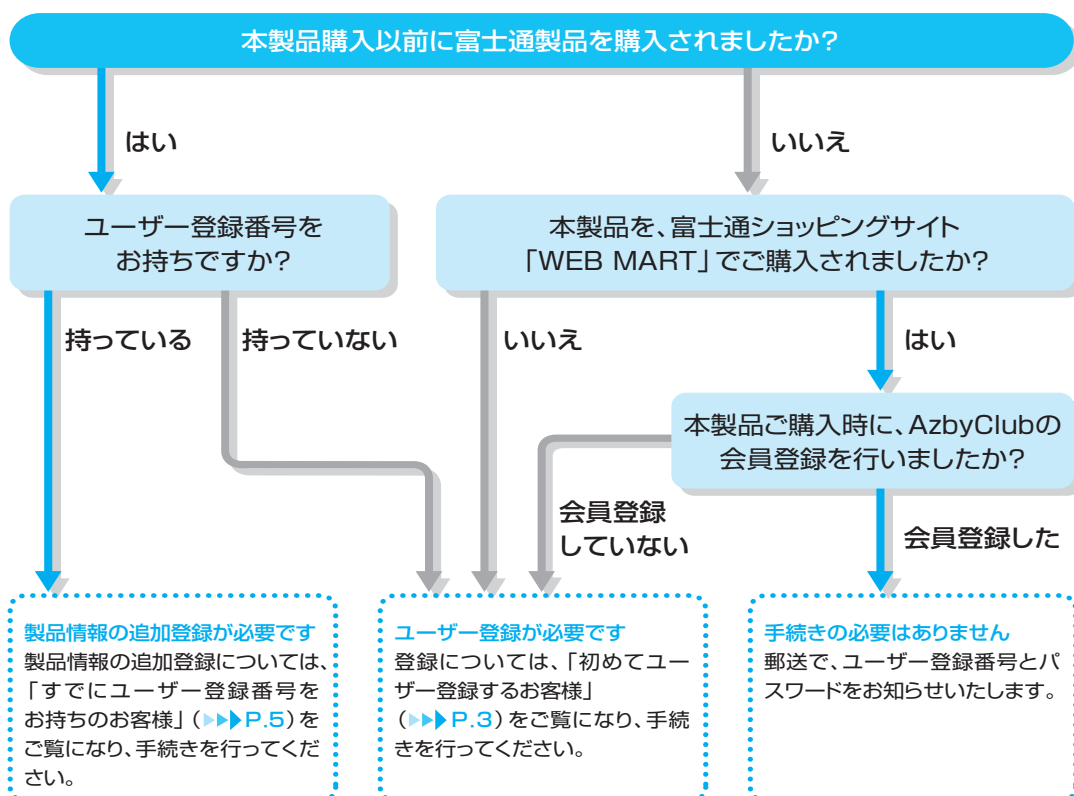 本製品購入以前に富士通製品を購入されましたか?
はい
いいえ
ユーザー登録番号を
お持ちですか?
本製品を、富士通ショッピングサイト
「WEB MART」でご購入されましたか?
持っている
持っていない
いいえ
はい
本製品ご購入時に、AzbyClubの
会員登録を行いましたか?
会員登録
していない
会員登録した
製品情報の追加登録が必要です
製品情報の追加登録については、
「すでにユーザー登録番号を
お持ちのお客様」(▶▶▶P.5)を
ご覧になり、手続きを行ってくだ
さい。
ユーザー登録が必要です
登録については、「初めてユー
ザー登録するお客様」
(▶▶▶P.3)をご覧になり、手続
きを行ってください。
手続きの必要はありません
郵送で、ユーザー登録番号とパ
スワードをお知らせいたします。